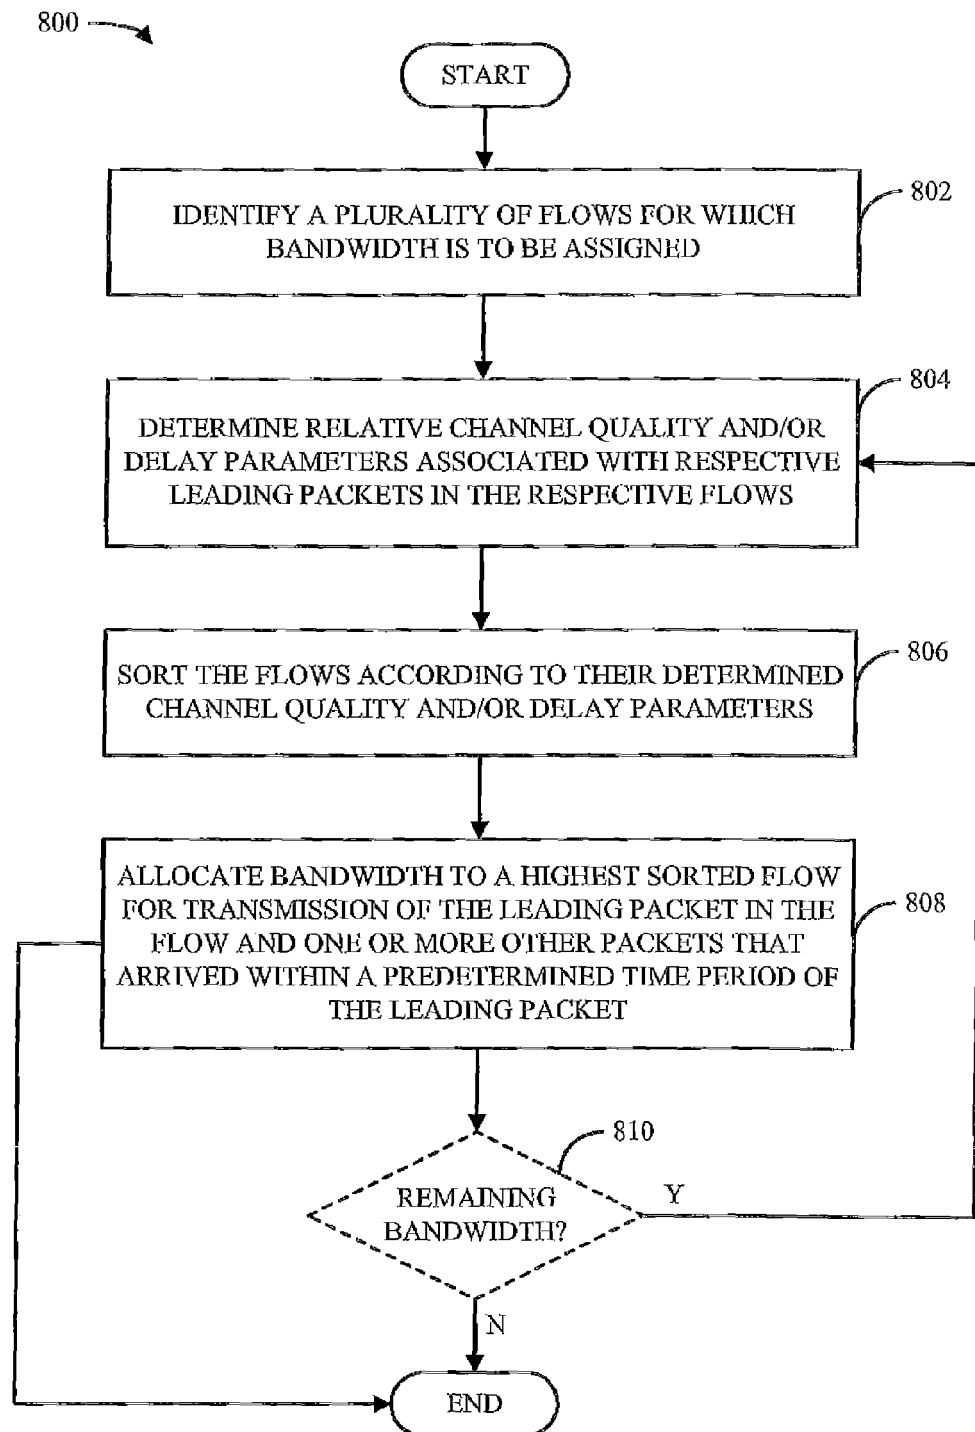 800
START
IDENTIFY A PLURALITY OF FLOWS FOR WHICH
BANDWIDTH IS TO BE ASSIGNED
802
DETERMINE RELATIVE CHANNEL QUALITY AND/OR
DELAY PARAMETERS ASSOCIATED WITH RESPECTIVE
LEADING PACKETS IN THE RESPECTIVE FLOWS
804
SORT THE FLOWS ACCORDING TO THEIR DETERMINED
CHANNEL QUALITY AND/OR DELAY PARAMETERS
806
ALLOCATE BANDWIDTH TO A HIGHEST SORTED FLOW
FOR TRANSMISSION OF THE LEADING PACKET IN THE
FLOW AND ONE OR MORE OTHER PACKETS THAT
ARRIVED WITHIN A PREDETERMINED TIME PERIOD OF
THE LEADING PACKET
808
810
REMAINING
BANDWIDTH?
Y
N
END